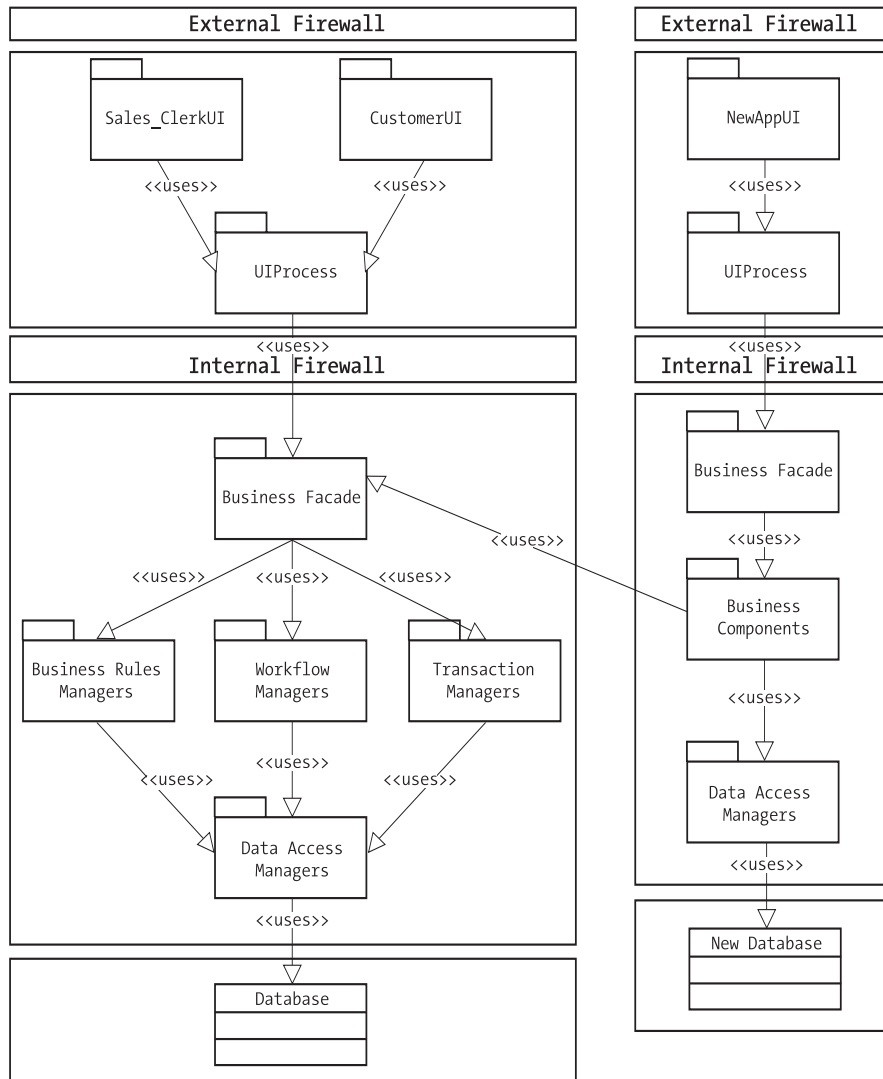 External Firewall
Sales_ClerkUI
CustomerUI
<<uses>>
<<uses>>
UIProcess
<<uses>>
Internal Firewall
Business Facade
<<uses>>
<<uses>>
<<uses>>
Business Rules
Managers
Workflow
Managers
Transaction
Managers
<<uses>>
<<uses>>
<<uses>>
Data Access
Managers
<<uses>>
Database
External Firewall
NewAppUI
<<uses>>
UIProcess
<<uses>>
Internal Firewall
Business Facade
<<uses>>
<<uses>>
Business
Components
<<uses>>
Data Access
Managers
<<uses>>
New Database